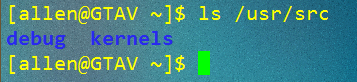 [allen@GTAV ~]$ ls /usr/src
debug  kernels
[allen@GTAV ~]$